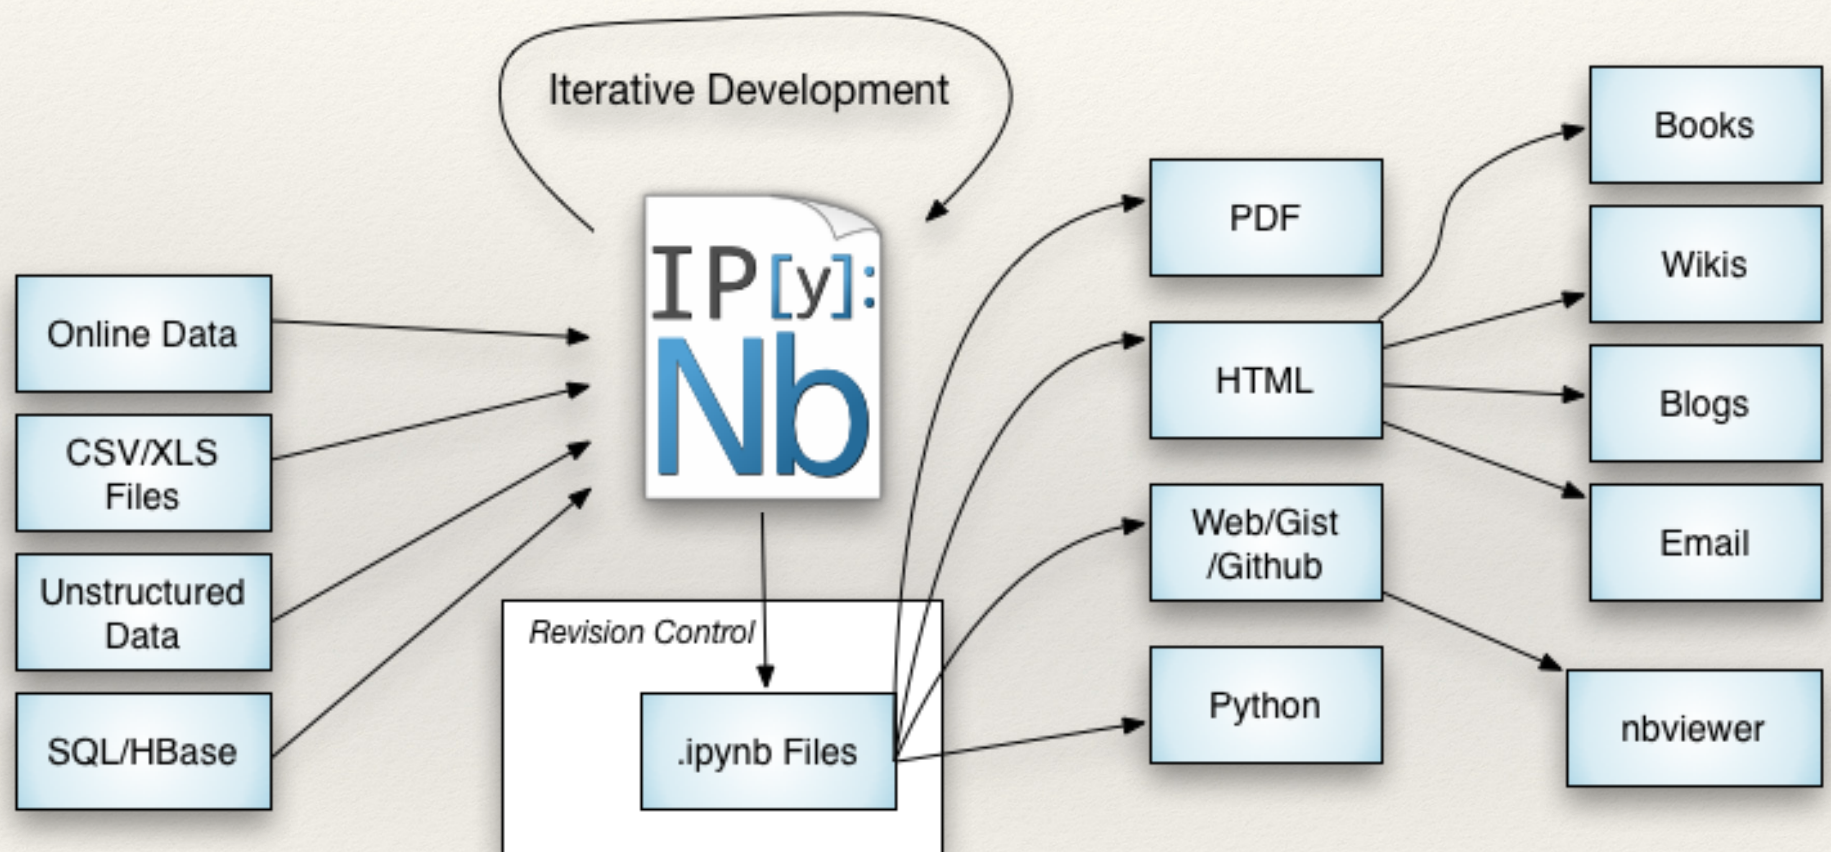 Iterative Development
IP[y]:
Nb
Online Data
CSV/XLS
Files
Unstructured
Data
SQL/HBase
Revision Control
.ipynb Files
PDF
HTML
Web/Gist
/Github
Python
Books
Wikis
Blogs
Email
nbviewer